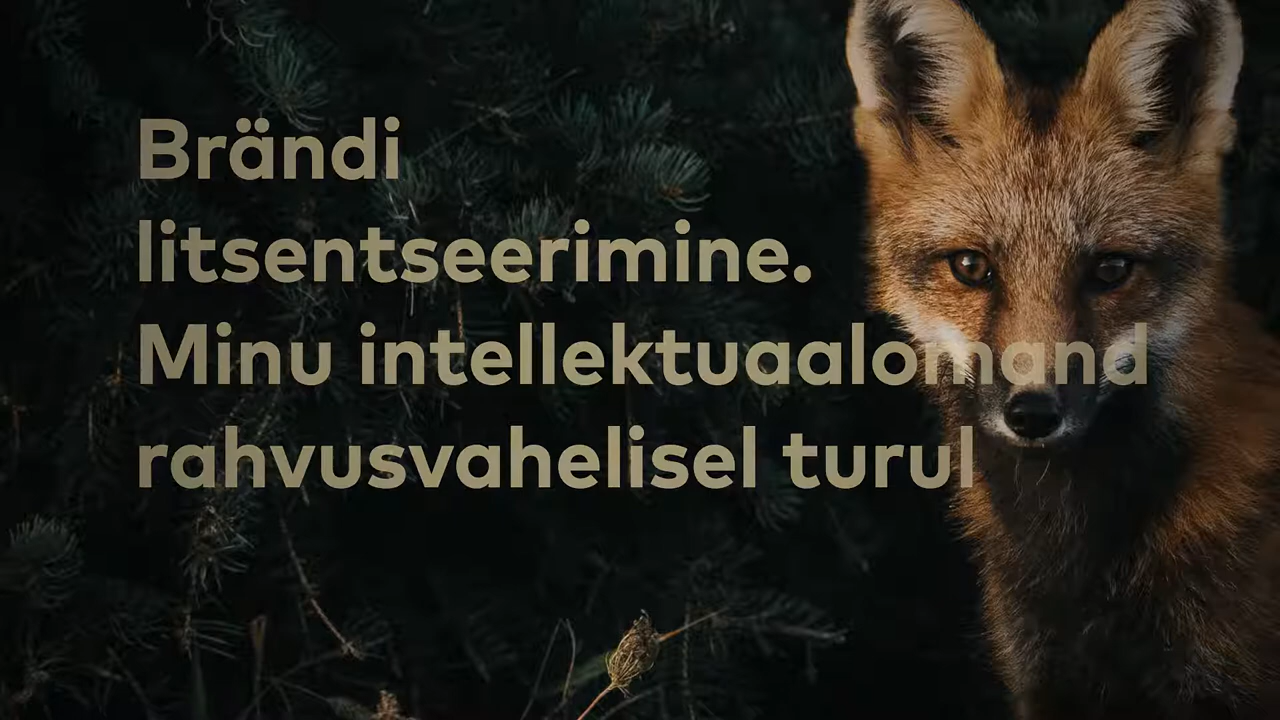 Brändi
litsentseerimine.
Minu intellektuaalomand
rahvusvahelisel turul